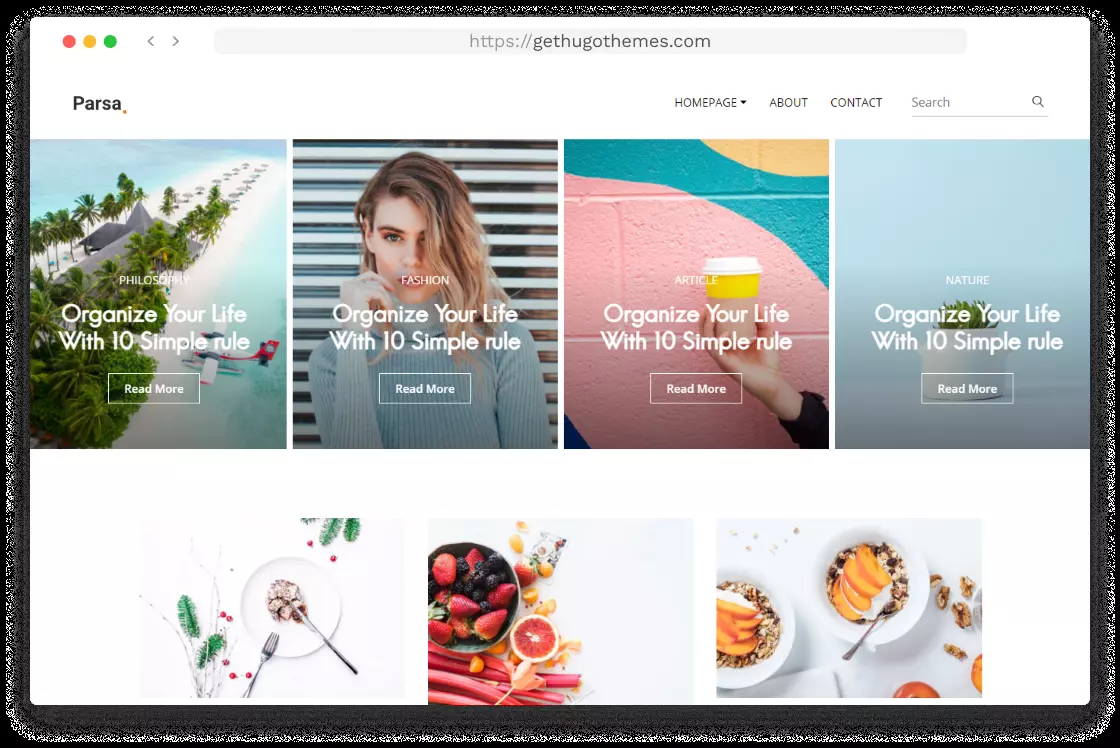 https://gethugothemes.com
Parsa.
HOMEPAGE ABOUT CONTACT Search
PHILOSOPHY
Organize Your Life
With 10 Simple rule
Read More
FASHION
Organize Your Life
With 10 Simple rule
Read More
ARTICLE
Organize Your Life
With 10 Simple rule
Read More
NATURE
Organize Your Life
With 10 Simple rule
Read More